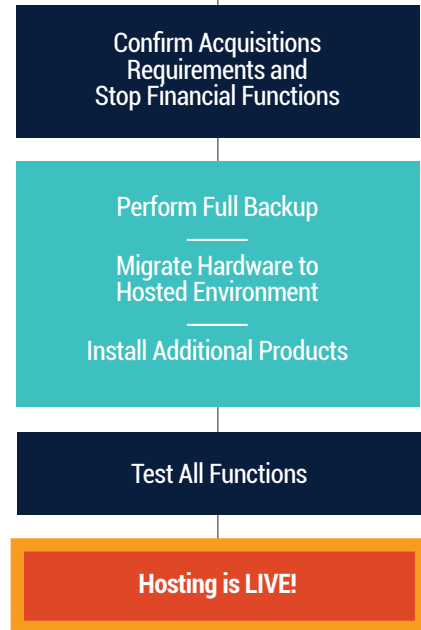 Confirm Acquisitions
Requirements and
Stop Financial Functions
Perform Full Backup
Migrate Hardware to
Hosted Environment
Install Additional Products
Test All Functions
Hosting is LIVE!